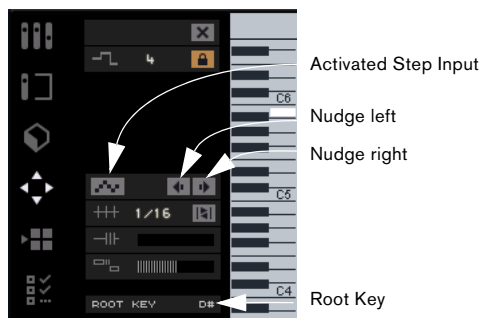 4
Activated Step Input
C6
Nudge left
Nudge right
C5
1/16
C4
ROOT KEY D#
Root Key